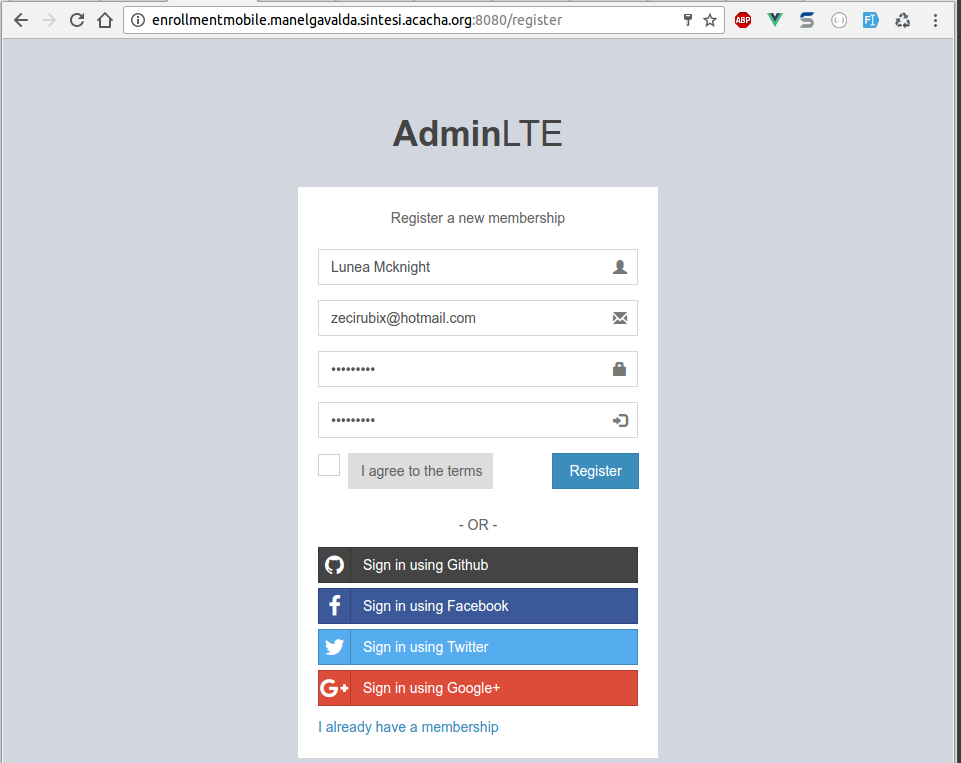 enrollmentmobile.manelgavalda.sintesi.acacha.org:8080/register
ABP
AdminLTE
Register a new membership
Lunea Mcknight
zecirubix@hotmail.com
•••••••••
•••••••••
I agree to the terms
Register
- OR -
Sign in using Github
Sign in using Facebook
Sign in using Twitter
G+ Sign in using Google+
I already have a membership